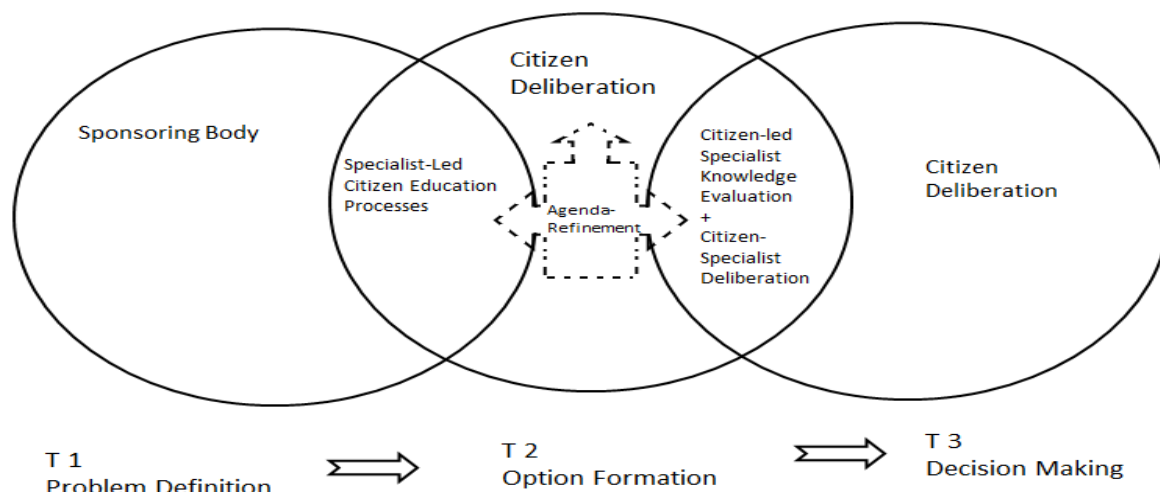 Sponsoring Body
Specialist-Led
Citizen Education
Processes
Citizen
Deliberation
Agenda-
Refinement
Citizen-led
Specialist
Knowledge
Evaluation
+
Citizen-
Specialist
Deliberation
Citizen
Deliberation
T 1
Problem Definition
T 2
Option Formation
T 3
Decision Making